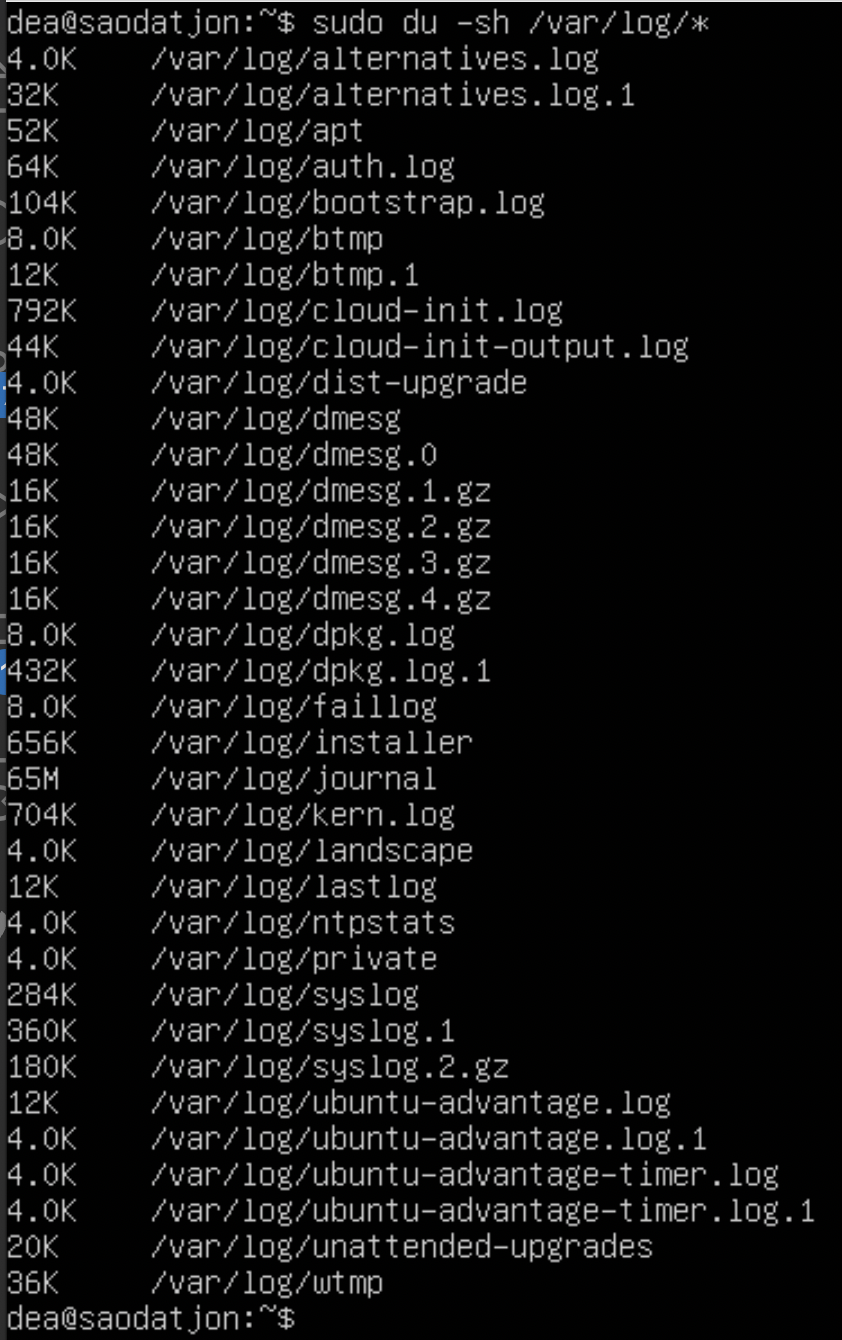 dea@saodatjon:~$ sudo du -sh /var/log/*
4.0K /var/log/alternatives.log
32K /var/log/alternatives.log.1
52K /var/log/apt
64K /var/log/auth.log
104K /var/log/bootstrap.log
8.0K /var/log/btmp
12K /var/log/btmp.1
792K /var/log/cloud-init.log
44K /var/log/cloud-init-output.log
4.0K /var/log/dist-upgrade
48K /var/log/dmesg
48K /var/log/dmesg.0
16K /var/log/dmesg.1.gz
16K /var/log/dmesg.2.gz
16K /var/log/dmesg.3.gz
16K /var/log/dmesg.4.gz
8.0K /var/log/dpkg.log
432K /var/log/dpkg.log.1
8.0K /var/log/faillog
656K /var/log/installer
65M /var/log/journal
704K /var/log/kern.log
4.0K /var/log/landscape
12K /var/log/lastlog
4.0K /var/log/ntpstats
4.0K /var/log/private
284K /var/log/syslog
360K /var/log/syslog.1
180K /var/log/syslog.2.gz
12K /var/log/ubuntu-advantage.log
4.0K /var/log/ubuntu-advantage.log.1
4.0K /var/log/ubuntu-advantage-timer.log
4.0K /var/log/ubuntu-advantage-timer.log.1
20K /var/log/unattended-upgrades
36K /var/log/wtmp
dea@saodatjon:~$